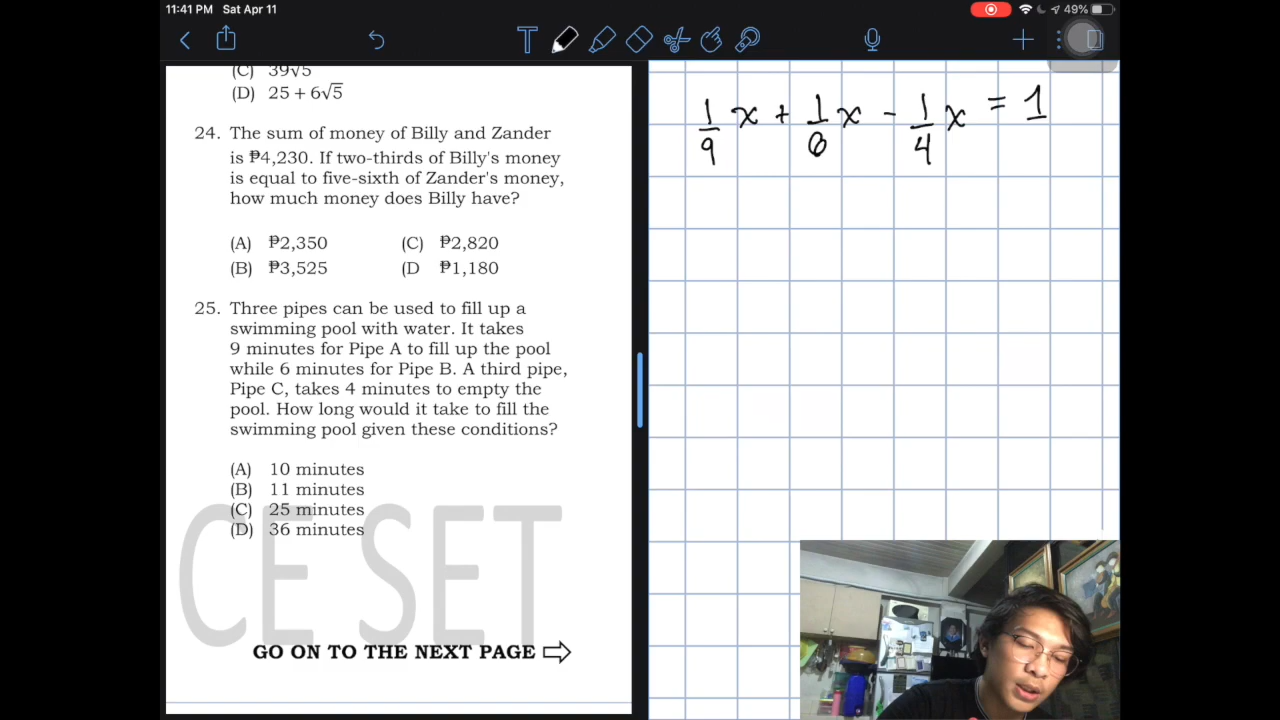 11:41 PM Sat Apr 11
49%
T
(C) 39√5
(D) 25 + 6√5
24. The sum of money of Billy and Zander
is ₱4,230. If two-thirds of Billy's money
is equal to five-sixth of Zander's money,
how much money does Billy have?
(A) ₱2,350 (C) ₱2,820
(B) ₱3,525 (D ₱1,180
25. Three pipes can be used to fill up a
swimming pool with water. It takes
9 minutes for Pipe A to fill up the pool
while 6 minutes for Pipe B. A third pipe,
Pipe C, takes 4 minutes to empty the
pool. How long would it take to fill the
swimming pool given these conditions?
(A) 10 minutes
(B) 11 minutes
(C) 25 minutes
(D) 36 minutes
CE SET
GO ON TO THE NEXT PAGE
1/9 x + 1/6 x - 1/4 x = 1